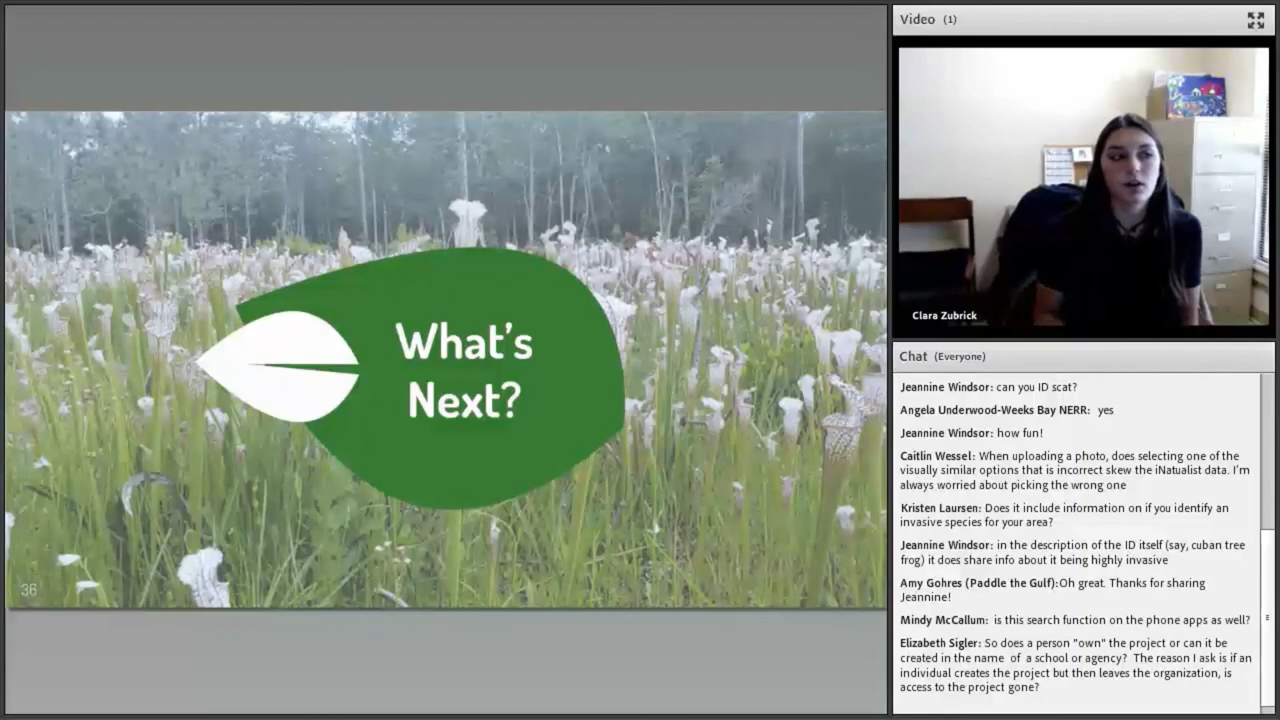 What's
Next?
36
Video (1)
Clara Zubrick
Chat (Everyone)
Jeannine Windsor: can you ID scat?
Angela Underwood-Weeks Bay NERR: yes
Jeannine Windsor: how fun!
Caitlin Wessel: When uploading a photo, does selecting one of the
visually similar options that is incorrect skew the iNatualist data. I'm
always worried about picking the wrong one
Kristen Laursen: Does it include information on if you identify an
invasive species for your area?
Jeannine Windsor: in the description of the ID itself (say, cuban tree
frog) it does share info about it being highly invasive
Amy Gohres (Paddle the Gulf):Oh great. Thanks for sharing
Jeannine!
Mindy McCallum: is this search function on the phone apps as well?
Elizabeth Sigler: So does a person "own" the project or can it be
created in the name of a school or agency? The reason I ask is if an
individual creates the project but then leaves the organization, is
access to the project gone?